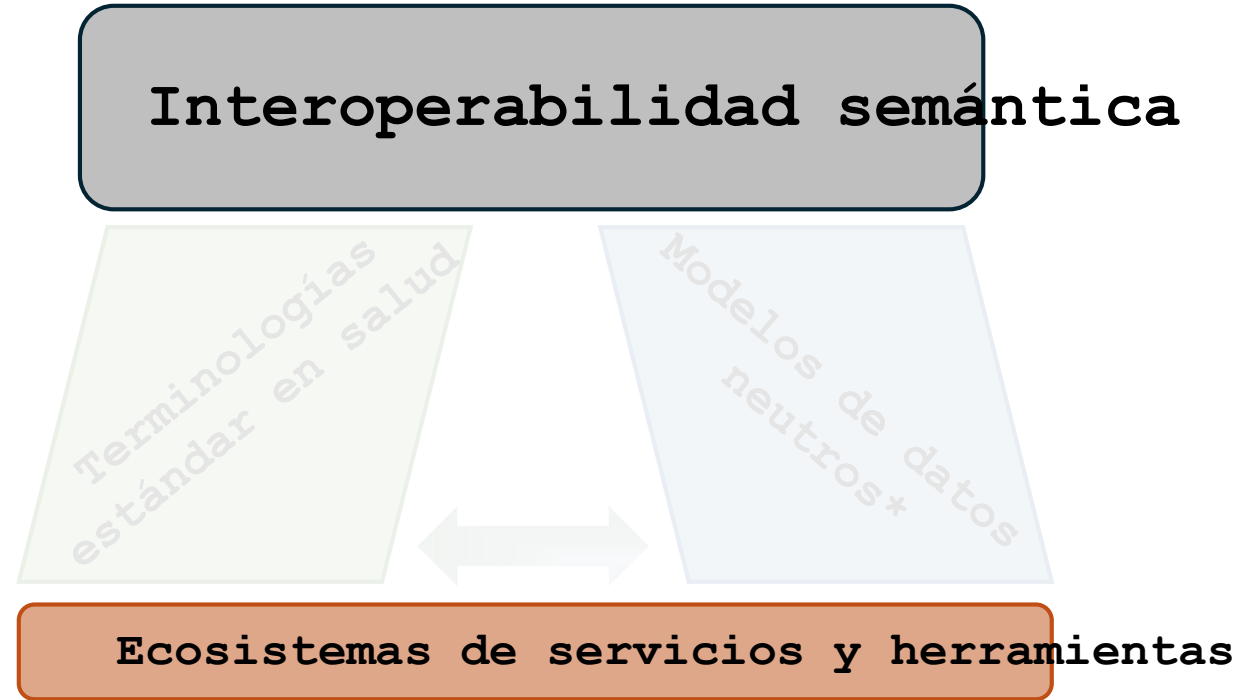 Interoperabilidad semántica
Terminologías
estándar en salud
Modelos de datos
neutros*
Ecosistemas de servicios y herramientas